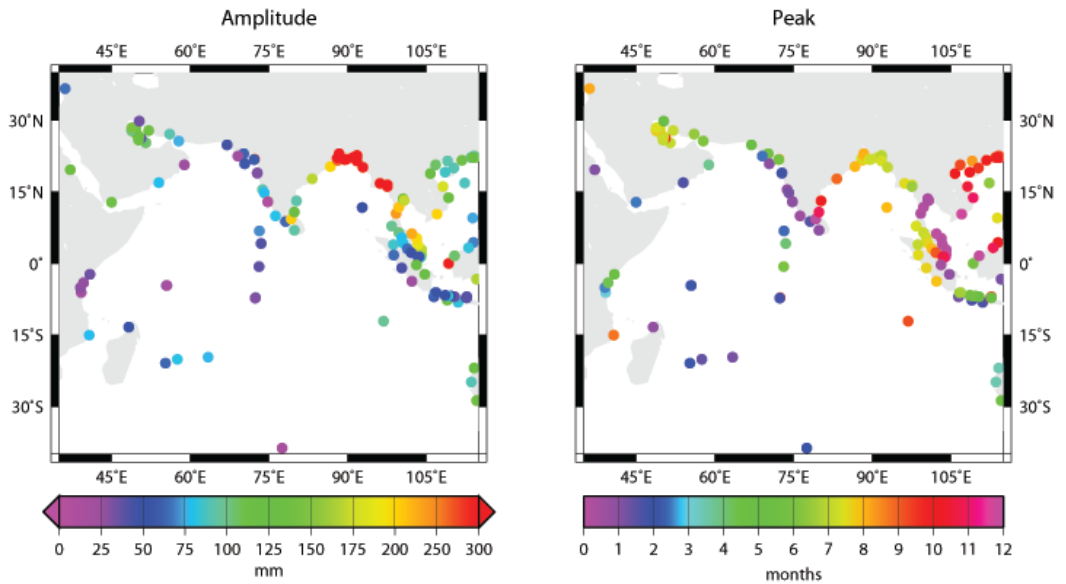 Amplitude Peak
45˚E 60˚E 75˚E 90˚E 105˚E 45˚E 60˚E 75˚E 90˚E 105˚E
30˚N 30˚N
15˚N 15˚N
0˚ 0˚
15˚S 15˚S
30˚S 30˚S
45˚E 60˚E 75˚E 90˚E 105˚E 45˚E 60˚E 75˚E 90˚E 105˚E
0 25 50 75 100 150 175 200 250 300 0 1 2 3 4 5 6 7 8 9 10 11 12
mm months